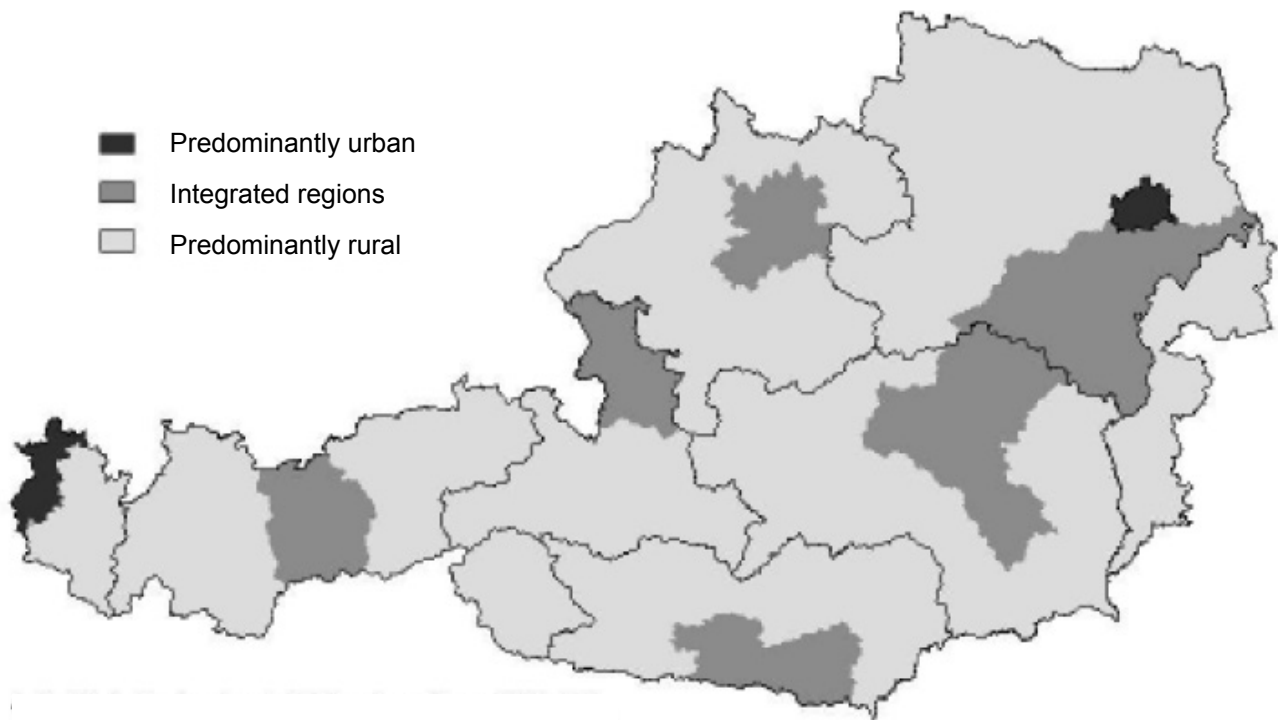 Predominantly urban
Integrated regions
Predominantly rural